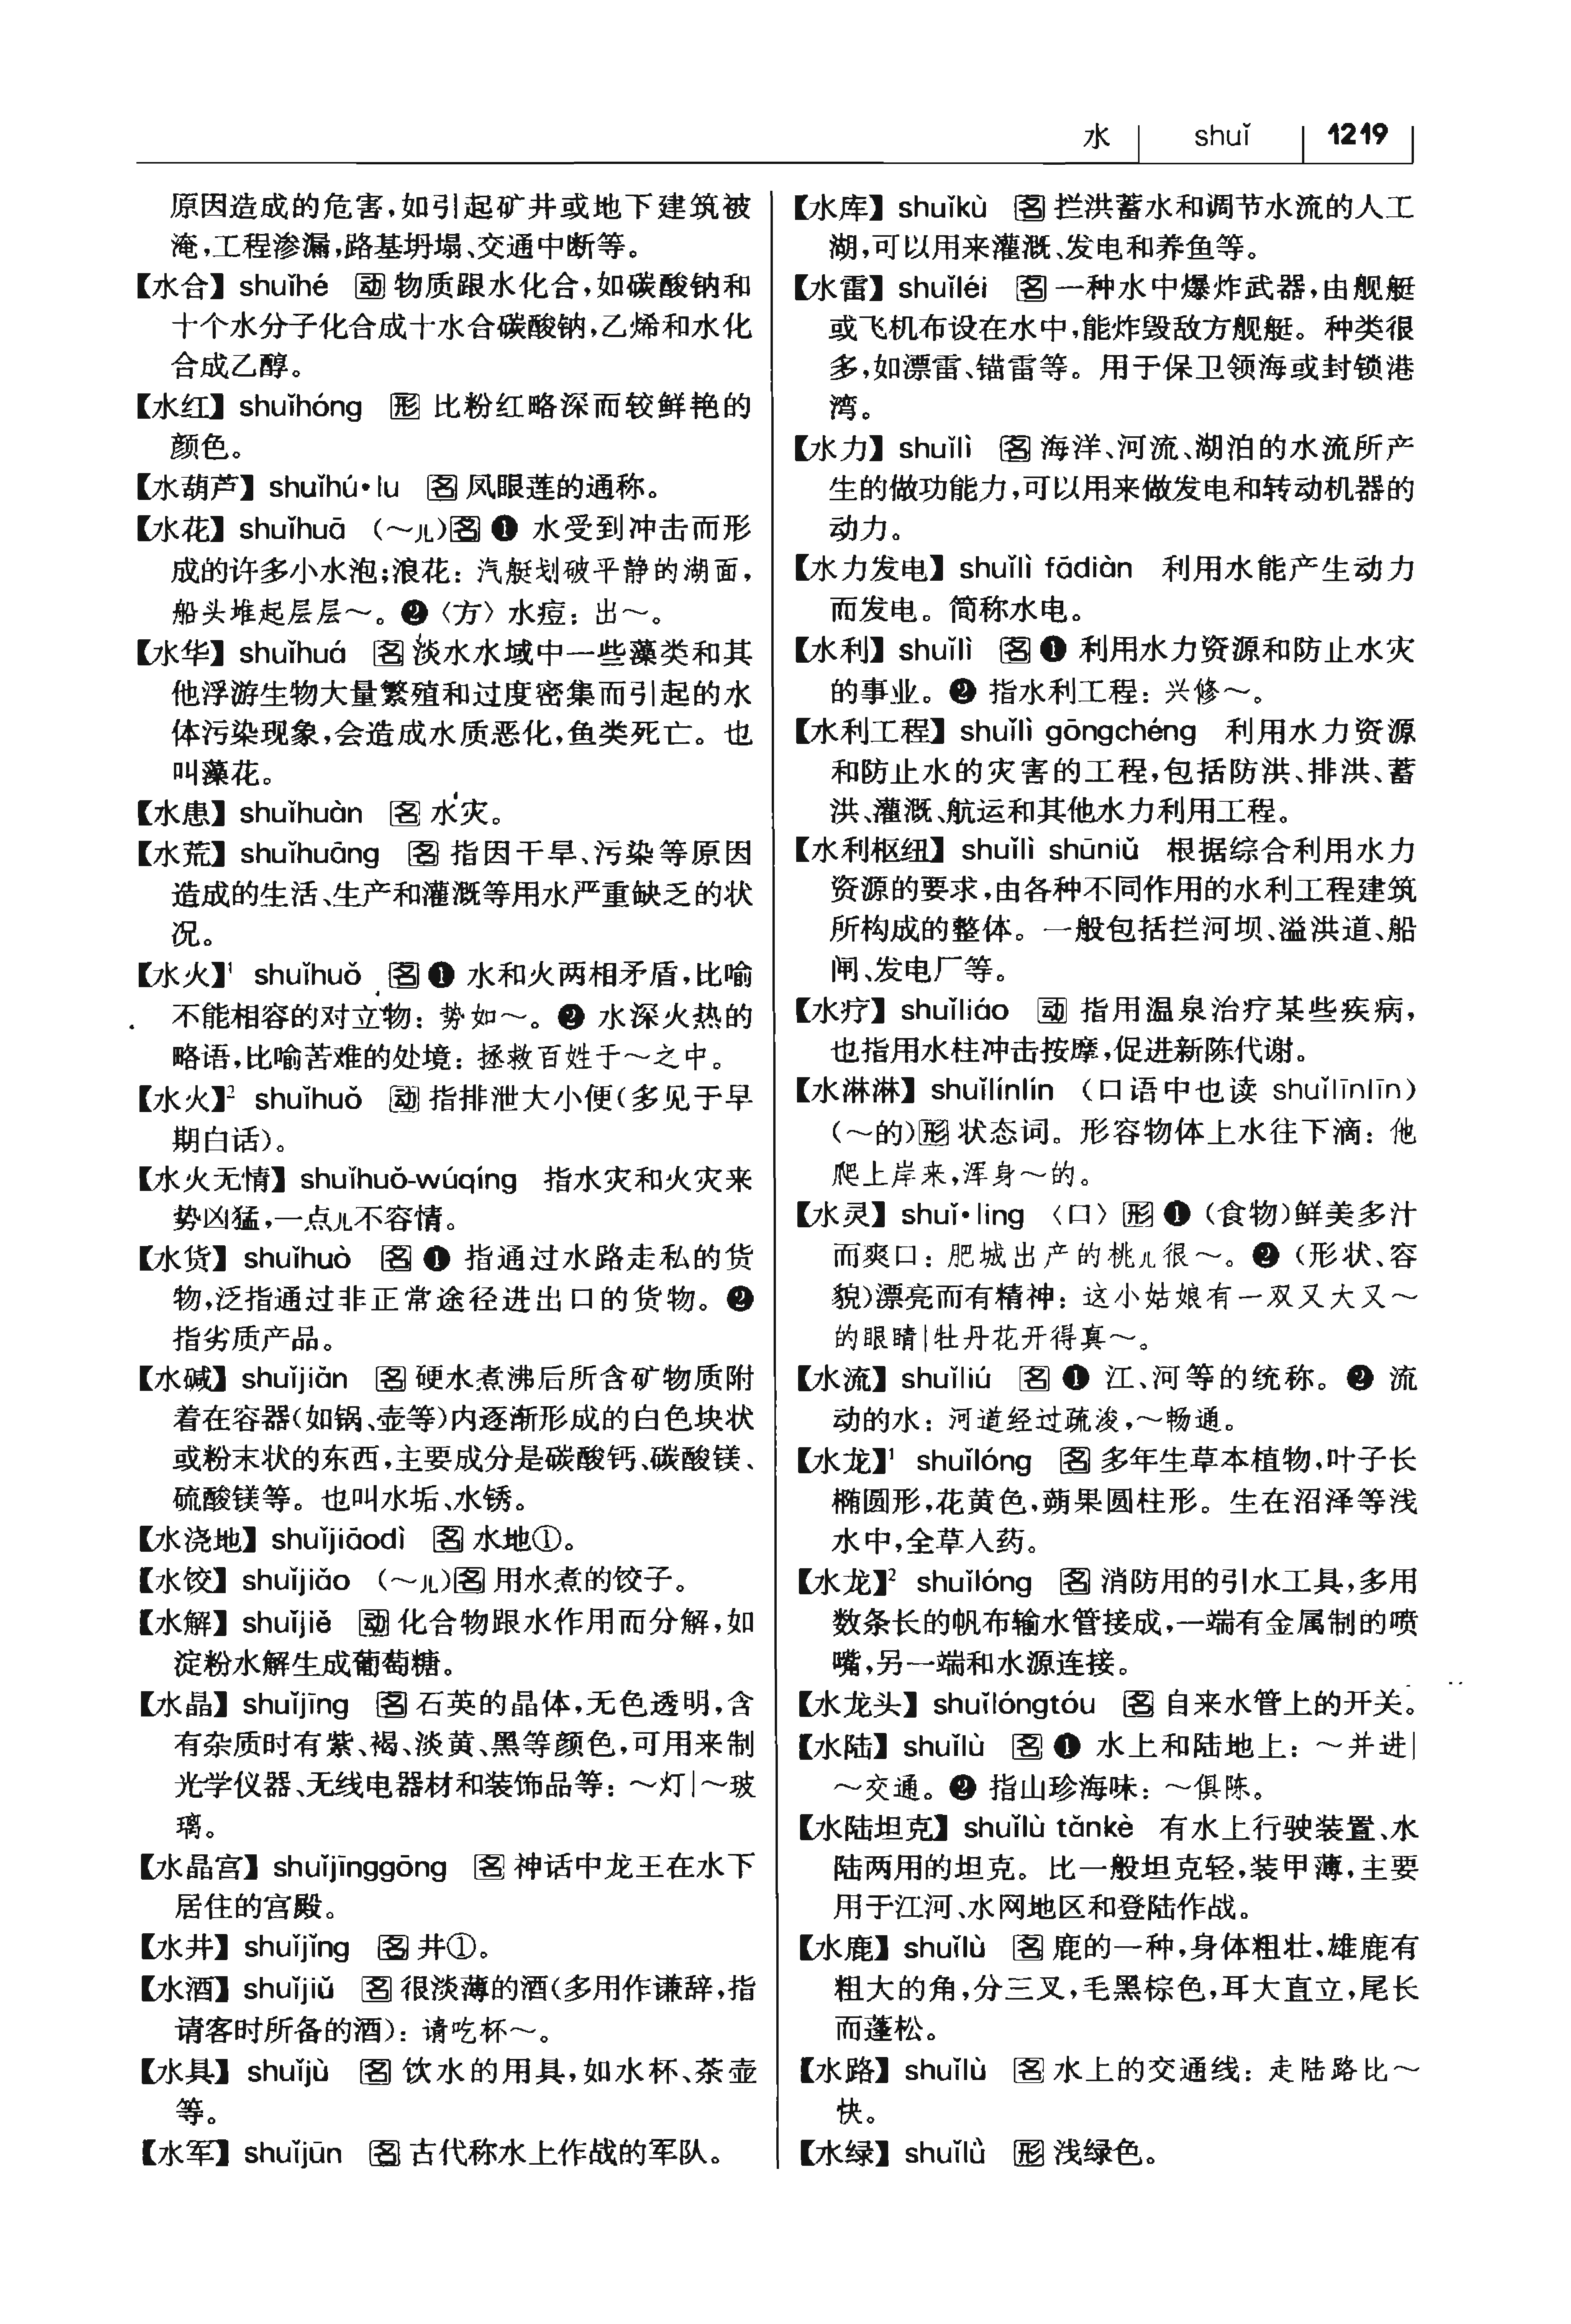 水 shuǐ 1219
原因造成的危害,如引起矿井或地下建筑被
淹,工程渗漏,路基坍塌、交通中断等。
【水合】 shuǐhé 动 物质跟水化合,如碳酸钠和
十个水分子化合成十水合碳酸钠,乙烯和水化
合成乙醇。
【水红】 shuǐhóng 形 比粉红略深而较鲜艳的
颜色。
【水葫芦】 shuǐhú·lu 名 凤眼莲的通称。
【水花】 shuǐhuā (~儿)名 ❶ 水受到冲击而形
成的许多小水泡;浪花: 汽艇划破平静的湖面,
船头堆起层层~。❷〈方〉水痘: 出~。
【水华】 shuǐhuá 名 淡水水域中一些藻类和其
他浮游生物大量繁殖和过度密集而引起的水
体污染现象,会造成水质恶化,鱼类死亡。也
叫藻花。
【水患】 shuǐhuàn 名 水灾。
【水荒】 shuǐhuāng 名 指因干旱、污染等原因
造成的生活、生产和灌溉等用水严重缺乏的状
况。
【水火】¹ shuǐhuǒ 名 ❶ 水和火两相矛盾,比喻
不能相容的对立物: 势如~。❷ 水深火热的
略语,比喻苦难的处境: 拯救百姓于~之中。
【水火】² shuǐhuǒ 动 指排泄大小便(多见于早
期白话)。
【水火无情】 shuǐhuǒ-wúqíng 指水灾和火灾来
势凶猛,一点儿不容情。
【水货】 shuǐhuò 名 ❶ 指通过水路走私的货
物,泛指通过非正常途径进出口的货物。❷
指劣质产品。
【水碱】 shuǐjiǎn 名 硬水煮沸后所含矿物质附
着在容器(如锅、壶等)内逐渐形成的白色块状
或粉末状的东西,主要成分是碳酸钙、碳酸镁、
硫酸镁等。也叫水垢、水锈。
【水浇地】 shuǐjiāodì 名 水地①。
【水饺】 shuǐjiǎo (~儿)名 用水煮的饺子。
【水解】 shuǐjiě 动 化合物跟水作用而分解,如
淀粉水解生成葡萄糖。
【水晶】 shuǐjīng 名 石英的晶体,无色透明,含
有杂质时有紫、褐、淡黄、黑等颜色,可用来制
光学仪器、无线电器材和装饰品等: ~灯|~玻
璃。
【水晶宫】 shuǐjīnggōng 名 神话中龙王在水下
居住的宫殿。
【水井】 shuǐjǐng 名 井①。
【水酒】 shuǐjiǔ 名 很淡薄的酒(多用作谦辞,指
请客时所备的酒): 请吃杯~。
【水具】 shuǐjù 名 饮水的用具,如水杯、茶壶
等。
【水军】 shuǐjūn 名 古代称水上作战的军队。
【水库】 shuǐkù 名 拦洪蓄水和调节水流的人工
湖,可以用来灌溉、发电和养鱼等。
【水雷】 shuǐléi 名 一种水中爆炸武器,由舰艇
或飞机布设在水中,能炸毁敌方舰艇。种类很
多,如漂雷、锚雷等。用于保卫领海或封锁港
湾。
【水力】 shuǐlì 名 海洋、河流、湖泊的水流所产
生的做功能力,可以用来做发电和转动机器的
动力。
【水力发电】 shuǐlì fādiàn 利用水能产生动力
而发电。简称水电。
【水利】 shuǐlì 名 ❶ 利用水力资源和防止水灾
的事业。❷ 指水利工程: 兴修~。
【水利工程】 shuǐlì gōngchéng 利用水力资源
和防止水的灾害的工程,包括防洪、排洪、蓄
洪、灌溉、航运和其他水力利用工程。
【水利枢纽】 shuǐlì shūniǔ 根据综合利用水力
资源的要求,由各种不同作用的水利工程建筑
所构成的整体。一般包括拦河坝、溢洪道、船
闸、发电厂等。
【水疗】 shuǐliáo 动 指用温泉治疗某些疾病,
也指用水柱冲击按摩,促进新陈代谢。
【水淋淋】 shuǐlínlín (口语中也读 shuǐlīnlīn)
(~的)形 状态词。形容物体上水往下滴: 他
爬上岸来,浑身~的。
【水灵】 shuǐ·ling 〈口〉形 ❶ (食物)鲜美多汁
而爽口: 肥城出产的桃儿很~。❷ (形状、容
貌)漂亮而有精神: 这小姑娘有一双又大又~
的眼睛|牡丹花开得真~。
【水流】 shuǐliú 名 ❶ 江、河等的统称。❷ 流
动的水: 河道经过疏浚,~畅通。
【水龙】¹ shuǐlóng 名 多年生草本植物,叶子长
椭圆形,花黄色,蒴果圆柱形。生在沼泽等浅
水中,全草入药。
【水龙】² shuǐlóng 名 消防用的引水工具,多用
数条长的帆布输水管接成,一端有金属制的喷
嘴,另一端和水源连接。
【水龙头】 shuǐlóngtóu 名 自来水管上的开关。
【水陆】 shuǐlù 名 ❶ 水上和陆地上: ~并进|
~交通。❷ 指山珍海味: ~俱陈。
【水陆坦克】 shuǐlù tǎnkè 有水上行驶装置、水
陆两用的坦克。比一般坦克轻,装甲薄,主要
用于江河、水网地区和登陆作战。
【水鹿】 shuǐlù 名 鹿的一种,身体粗壮,雄鹿有
粗大的角,分三叉,毛黑棕色,耳大直立,尾长
而蓬松。
【水路】 shuǐlù 名 水上的交通线: 走陆路比~
快。
【水绿】 shuǐlǜ 形 浅绿色。